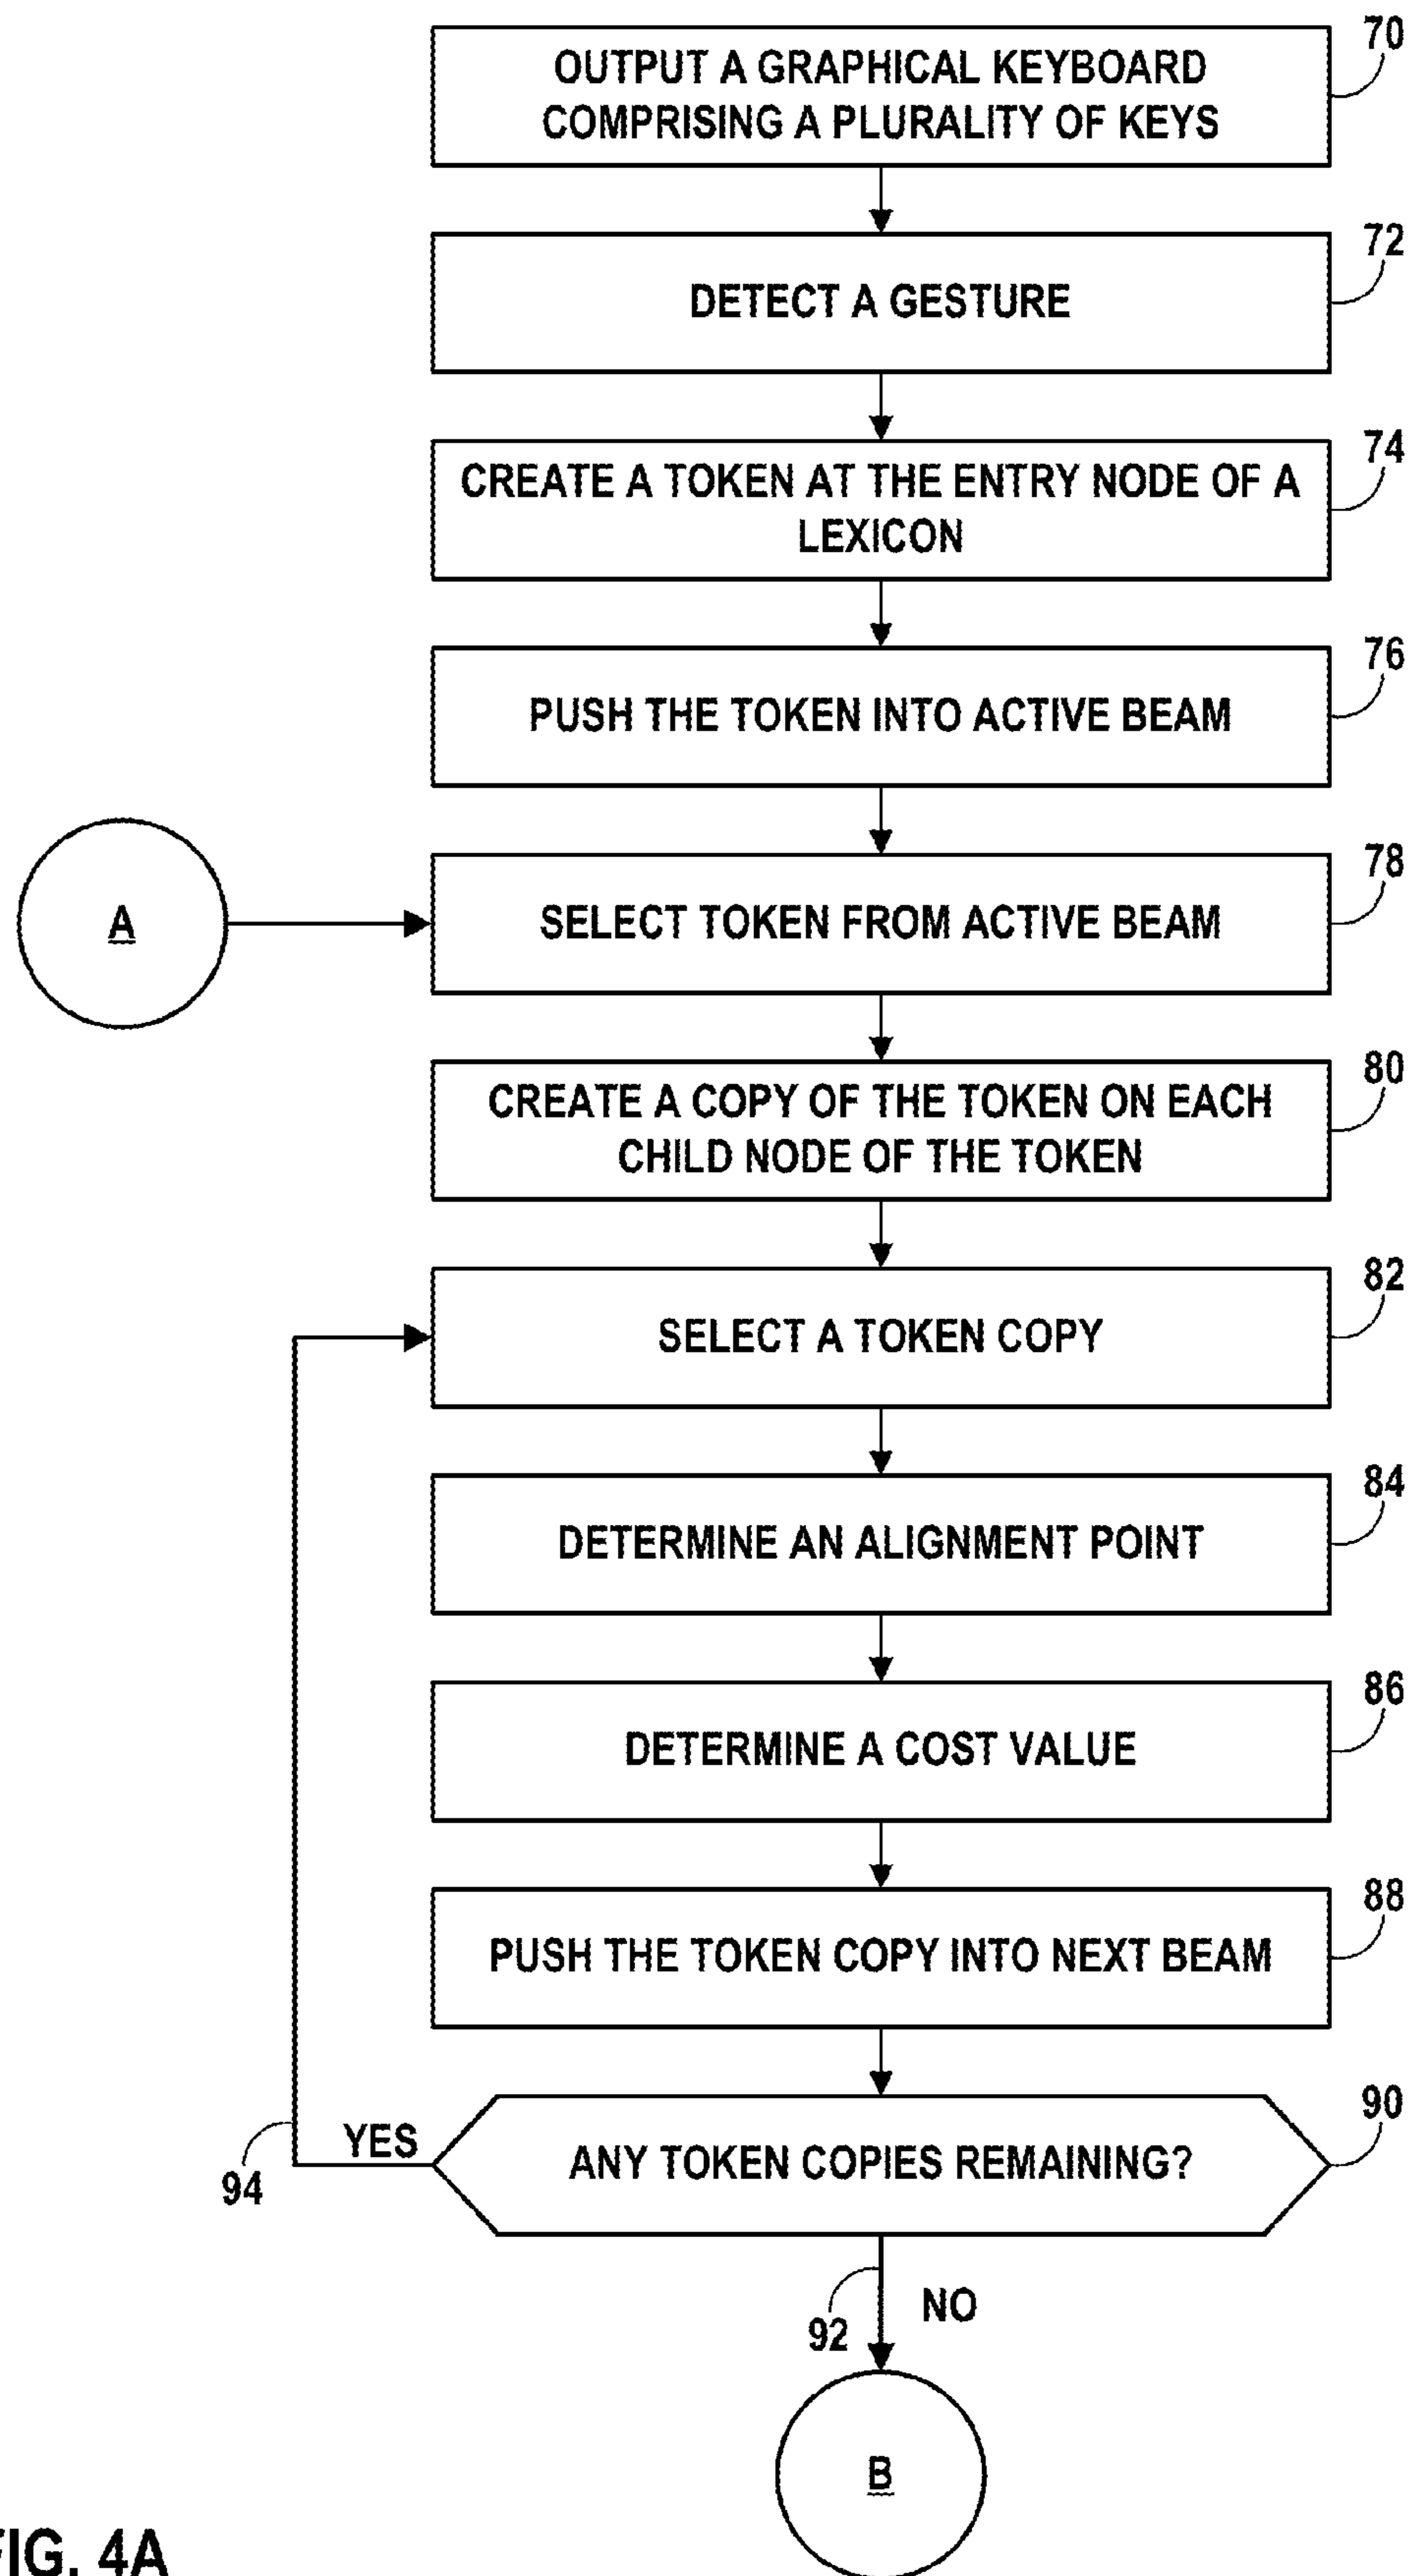 70
OUTPUT A GRAPHICAL KEYBOARD
COMPRISING A PLURALITY OF KEYS
72
DETECT A GESTURE
74
CREATE A TOKEN AT THE ENTRY NODE OF A
LEXICON
76
PUSH THE TOKEN INTO ACTIVE BEAM
78
A
SELECT TOKEN FROM ACTIVE BEAM
80
CREATE A COPY OF THE TOKEN ON EACH
CHILD NODE OF THE TOKEN
82
SELECT A TOKEN COPY
84
DETERMINE AN ALIGNMENT POINT
86
DETERMINE A COST VALUE
88
PUSH THE TOKEN COPY INTO NEXT BEAM
90
YES
ANY TOKEN COPIES REMAINING?
94
NO
92
B
FIG. 4A